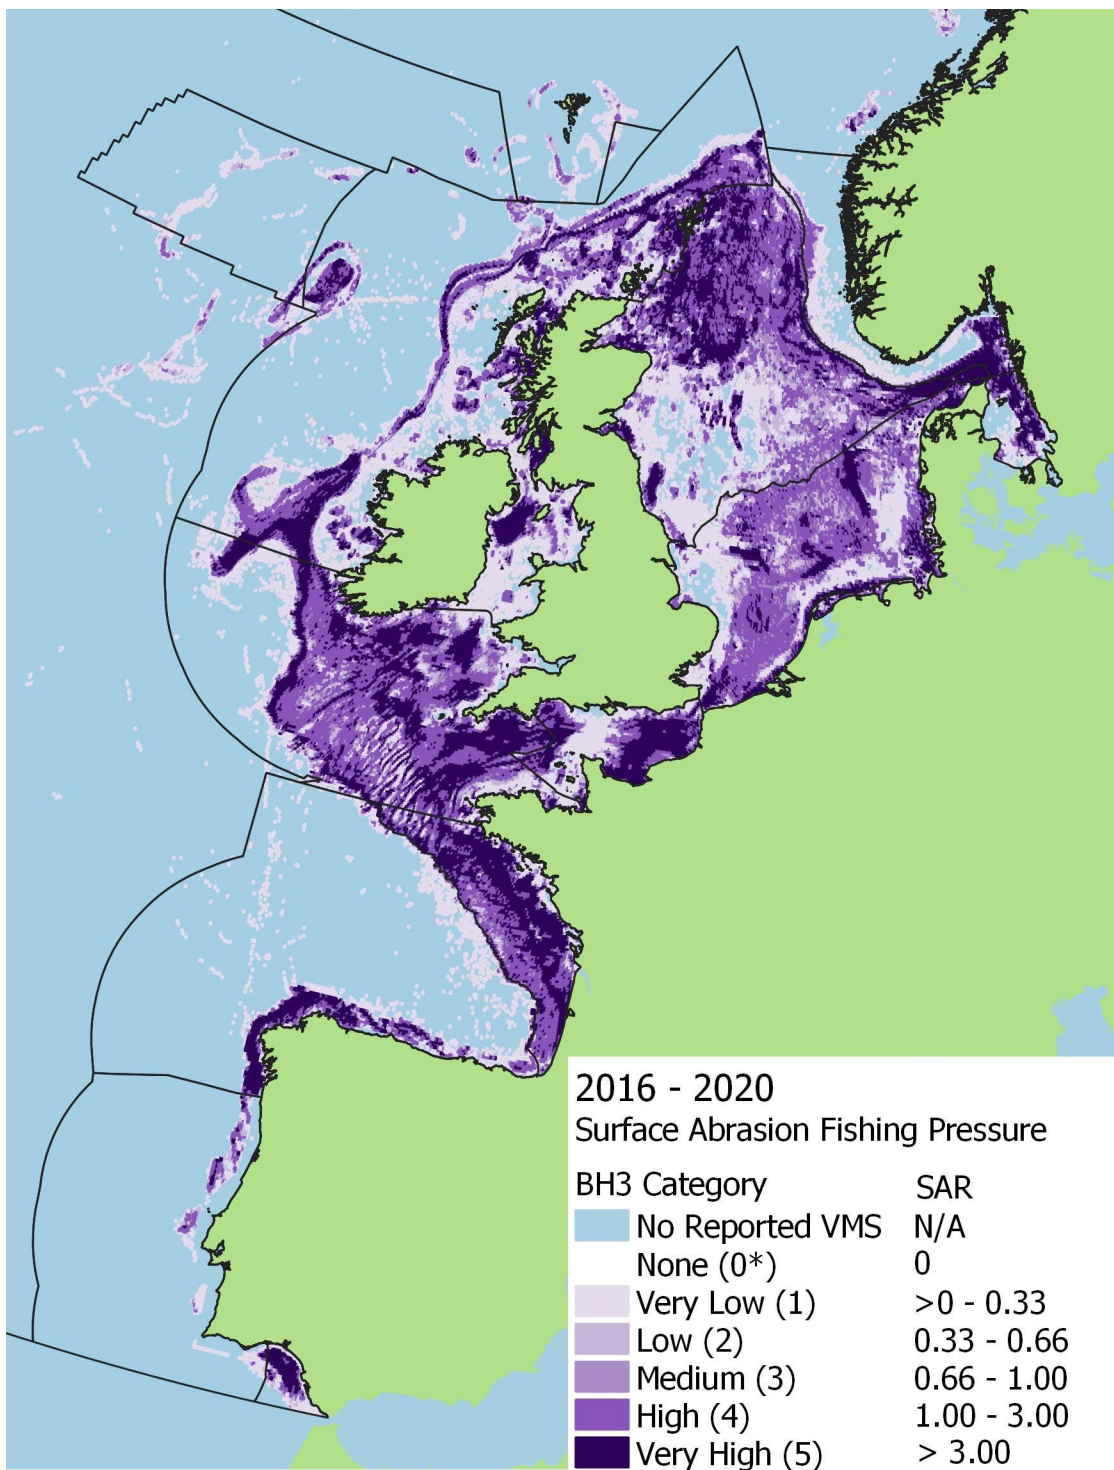 2016 - 2020
Surface Abrasion Fishing Pressure
BH3 Category SAR
No Reported VMS N/A
None (0*) 0
Very Low (1) >0 - 0.33
Low (2) 0.33 - 0.66
Medium (3) 0.66 - 1.00
High (4) 1.00 - 3.00
Very High (5) > 3.00